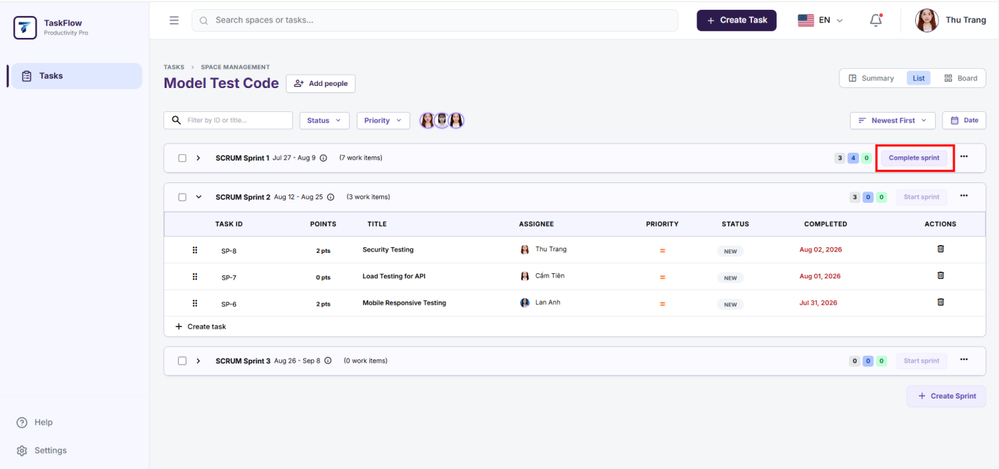 TaskFlow
Productivity Pro
Search spaces or tasks...
+ Create Task
EN
Thu Trang
Tasks
TASKS > SPACE MANAGEMENT
Model Test Code
Add people
Summary
List
Board
Filter by ID or title...
Status
Priority
Newest First
Date
SCRUM Sprint 1 Jul 27 - Aug 9 (7 work items) 3 4 0 Complete sprint ...
SCRUM Sprint 2 Aug 12 - Aug 25 (3 work items) 3 0 0 Start sprint ...
TASK ID POINTS TITLE ASSIGNEE PRIORITY STATUS COMPLETED ACTIONS
SP-8 2 pts Security Testing Thu Trang = NEW Aug 02, 2026
SP-7 0 pts Load Testing for API Cẩm Tiên = NEW Aug 01, 2026
SP-6 2 pts Mobile Responsive Testing Lan Anh = NEW Jul 31, 2026
+ Create task
SCRUM Sprint 3 Aug 26 - Sep 8 (0 work items) 0 0 0 Start sprint ...
+ Create Sprint
Help
Settings